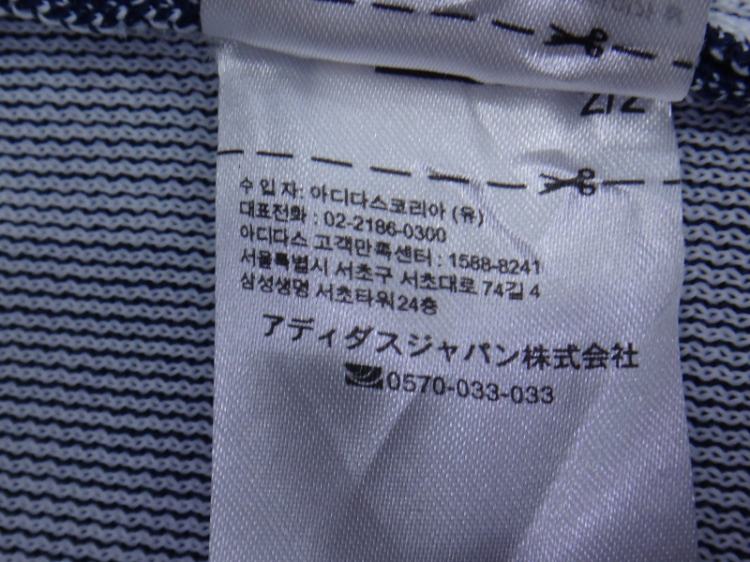 2/2
수 입 자: 아디다스코리아 (유)
대표전화 : 02-2186-0300
아디다스 고객만족센터 : 1588-8241
서울특별시 서초구 서초대로 74길 4
삼성생명 서초타워 24층
アディダスジャパン株式会社
0570-033-033